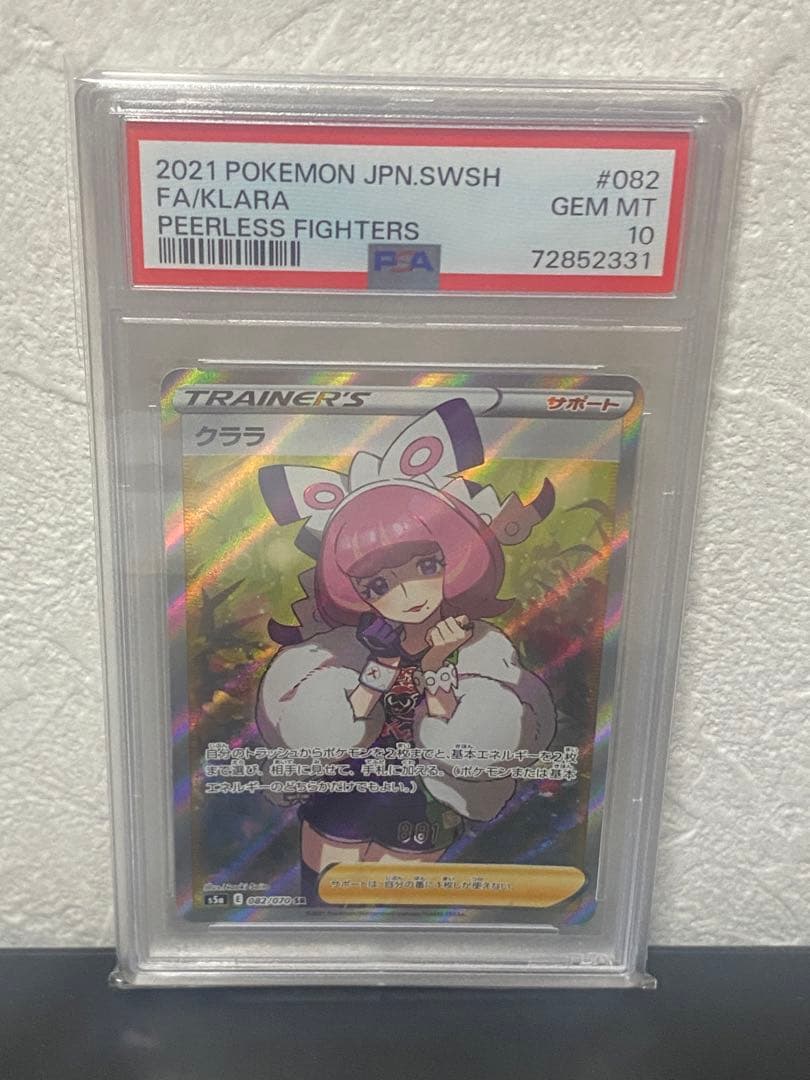 2021 POKEMON JPN.SWSH #082
FA/KLARA GEM MT
PEERLESS FIGHTERS 10
PSA 72852331
TRAINER'S サポート
クララ
自分のトラッシュからポケモンを2枚までと、基本エネルギーを2枚
まで選び、相手に見せて、手札に加える。(ポケモンまたは基本
エネルギーのどちらかだけでもよい。)
881
サポートは、自分の番に1枚しか使えない。
illus. Naoki Saito
s5a E 082/070 SR